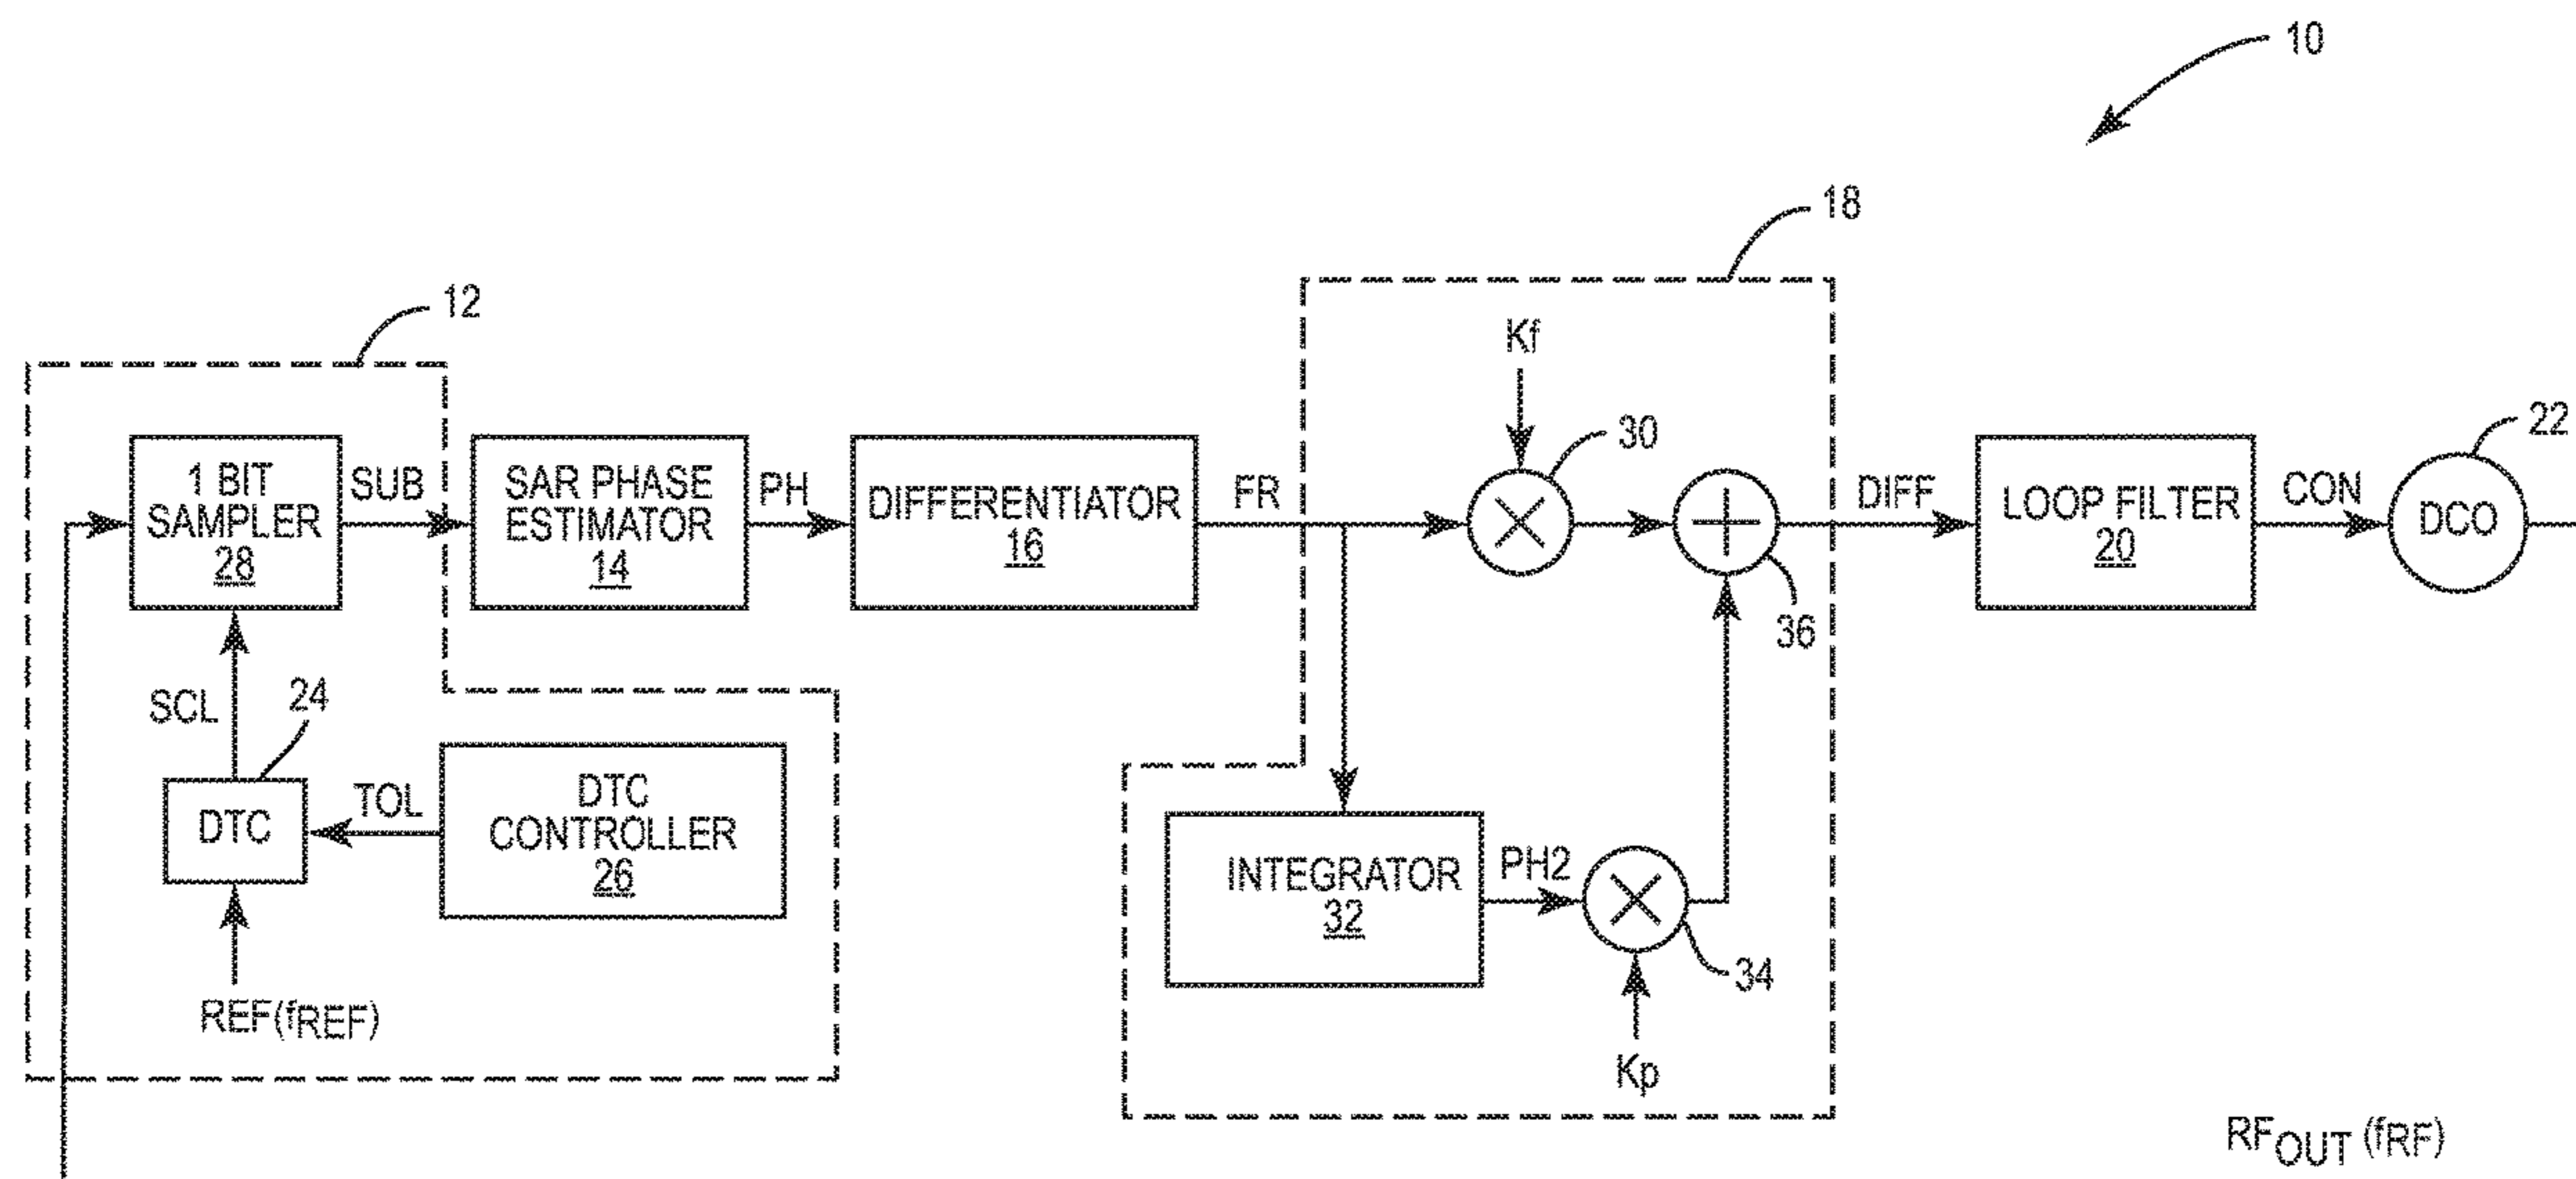 10
18
12
Kf
30
22
1 BIT
SAMPLER
28
SUB
SAR PHASE
ESTIMATOR
14
PH
DIFFERENTIATOR
16
FR
DIFF
LOOP FILTER
20
CON
DCO
36
SCL
24
DTC
TOL
DTC
CONTROLLER
26
INTEGRATOR
32
PH2
34
REF(fREF)
Kp
RFOUT (fRF)